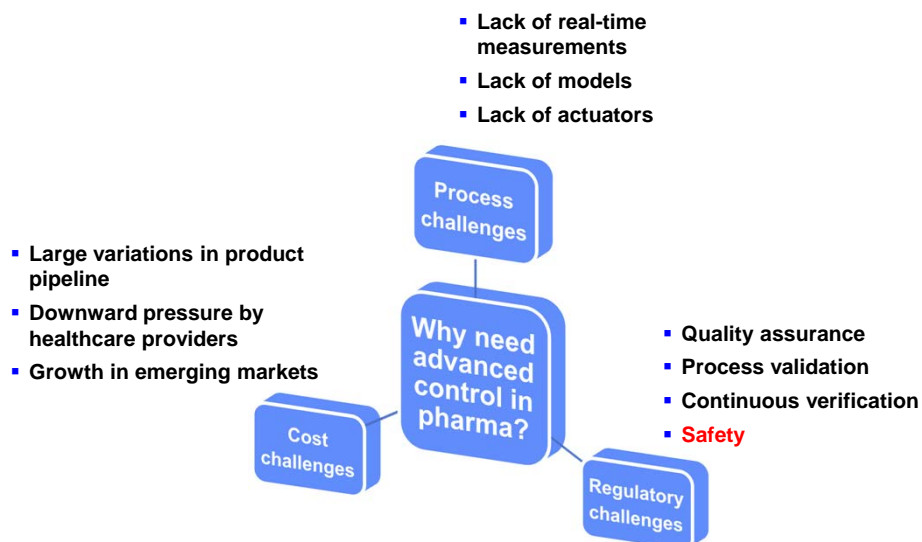 ▪ Lack of real-time
measurements
▪ Lack of models
▪ Lack of actuators
Process
challenges
▪ Large variations in product
pipeline
▪ Downward pressure by
healthcare providers
▪ Growth in emerging markets
Why need
advanced
control in
pharma?
▪ Quality assurance
▪ Process validation
▪ Continuous verification
▪ Safety
Cost
challenges
Regulatory
challenges